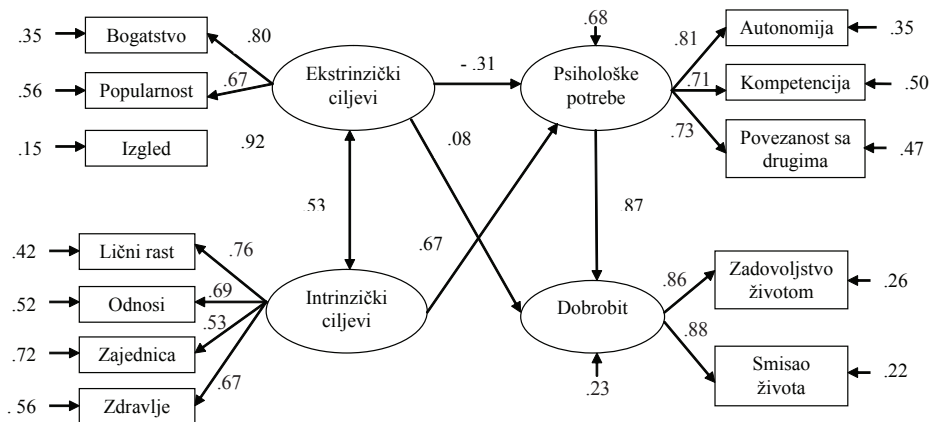 .35
Bogatstvo
.80
.56
Popularnost
.67
.15
Izgled
.92
Ekstrinzički
ciljevi
- .31
.68
Psihološke
potrebe
.81
Autonomija
.35
.71
Kompetencija
.50
.73
Povezanost sa
drugima
.47
.08
.53
.67
.87
.42
Lični rast
.76
.52
Odnosi
.69
.53
.72
Zajednica
.67
. 56
Zdravlje
Intrinzički
ciljevi
Dobrobit
.23
.86
Zadovoljstvo
životom
.26
.88
Smisao
života
.22